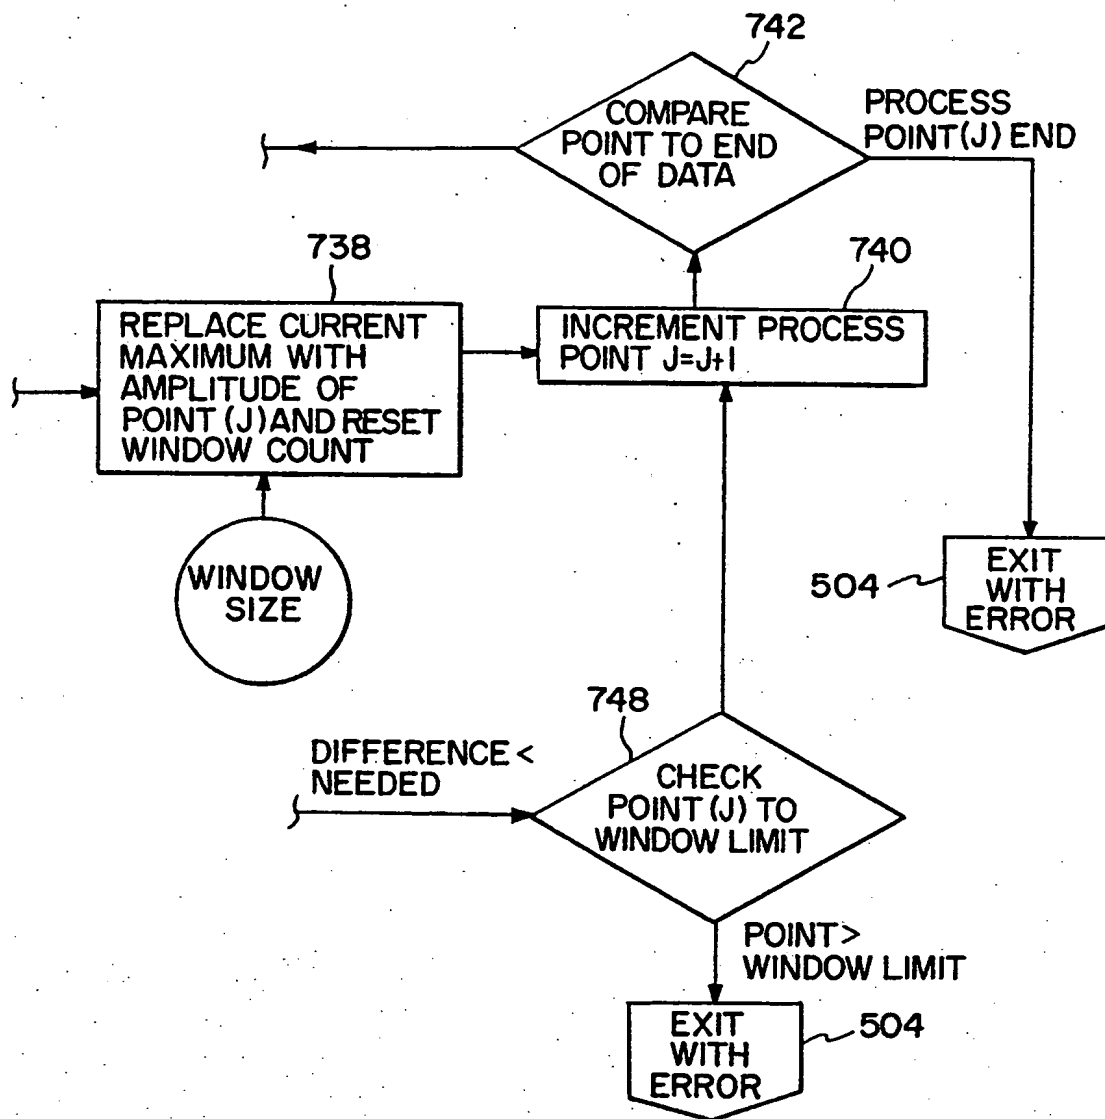 742
COMPARE
POINT TO END
OF DATA
PROCESS
POINT(J) END
738
REPLACE CURRENT
MAXIMUM WITH
AMPLITUDE OF
POINT (J) AND RESET
WINDOW COUNT
740
INCREMENT PROCESS
POINT J=J+1
WINDOW
SIZE
504
EXIT
WITH
ERROR
748
DIFFERENCE <
NEEDED
CHECK
POINT (J) TO
WINDOW LIMIT
POINT >
WINDOW LIMIT
EXIT
WITH
ERROR
504